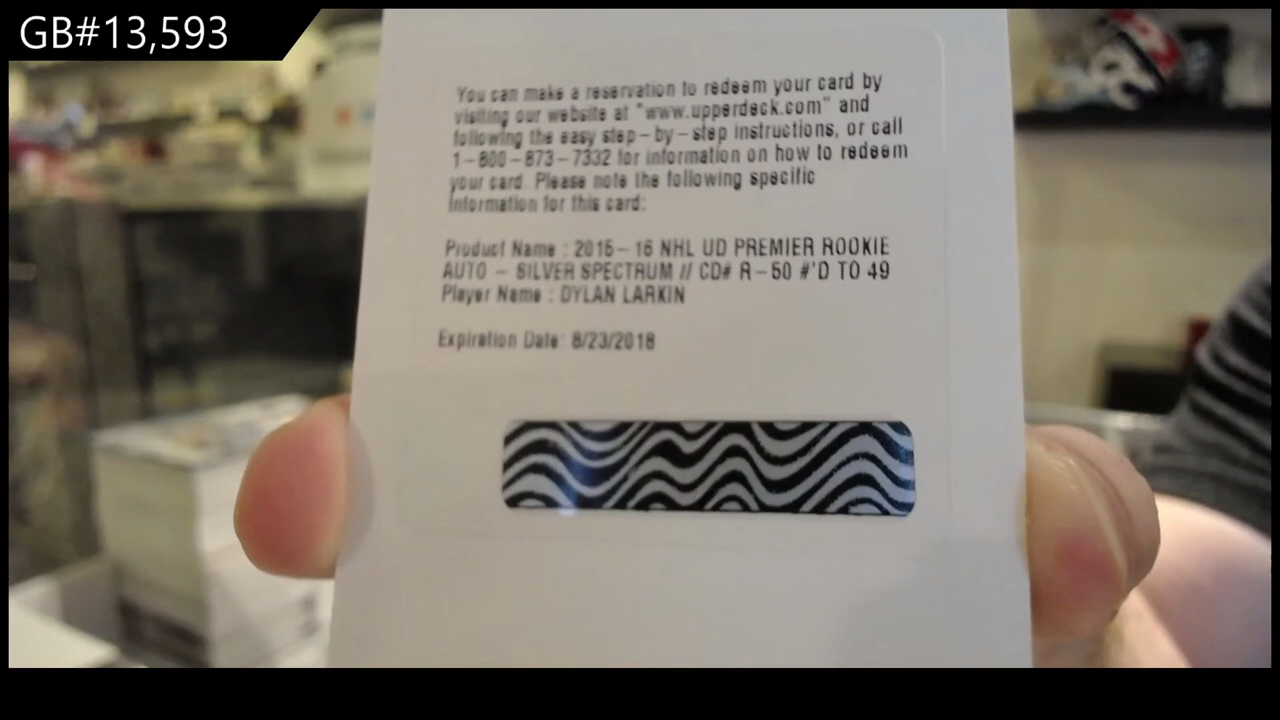 GB#13,593
You can make a reservation to redeem your card by
visiting our website at "www.upperdeck.com" and
following the easy step-by-step instructions, or call
1-800-873-7332 for information on how to redeem
your card. Please note the following specific
information for this card:
Product Name : 2015-16 NHL UD PREMIER ROOKIE
AUTO - SILVER SPECTRUM // CD# R-50 #'D TO 49
Player Name : DYLAN LARKIN
Expiration Date: 8/23/2018